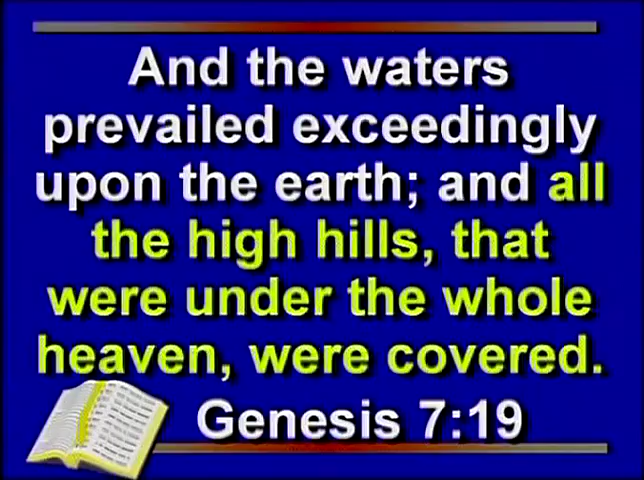 And the waters
prevailed exceedingly
upon the earth; and all
the high hills, that
were under the whole
heaven, were covered.
Genesis 7:19